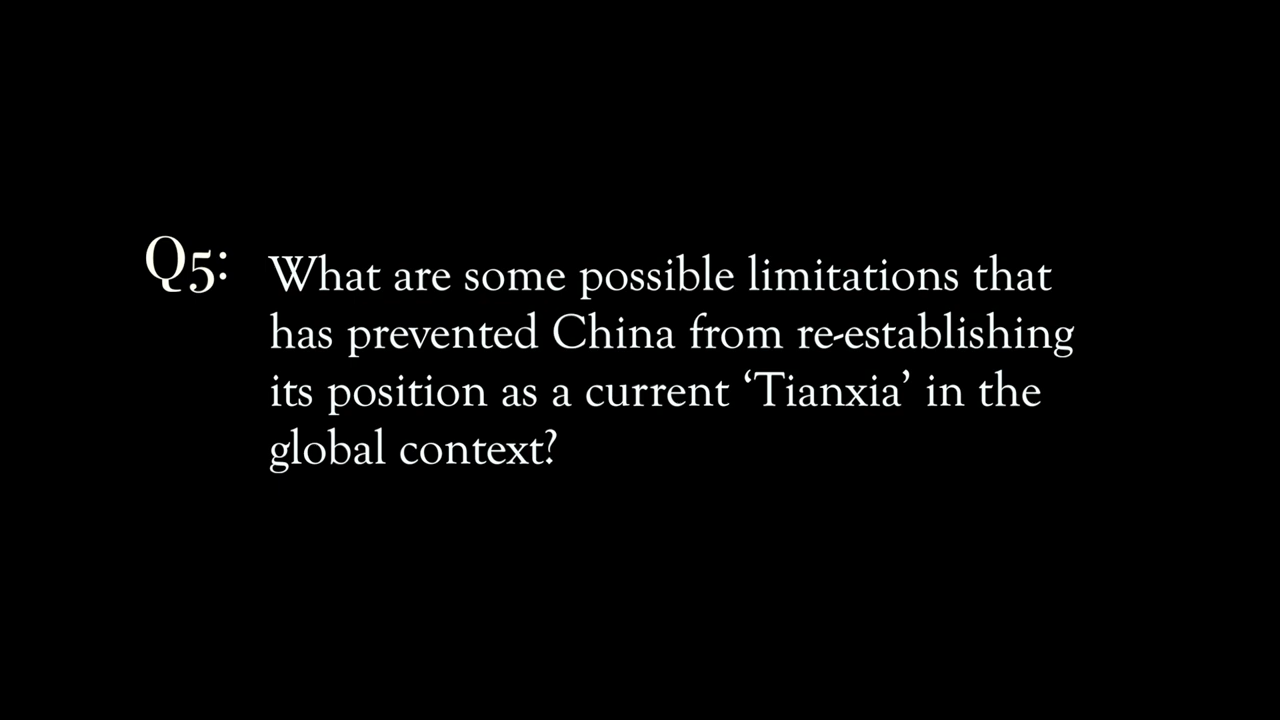 Q5: What are some possible limitations that
has prevented China from re-establishing
its position as a current ‘Tianxia’ in the
global context?